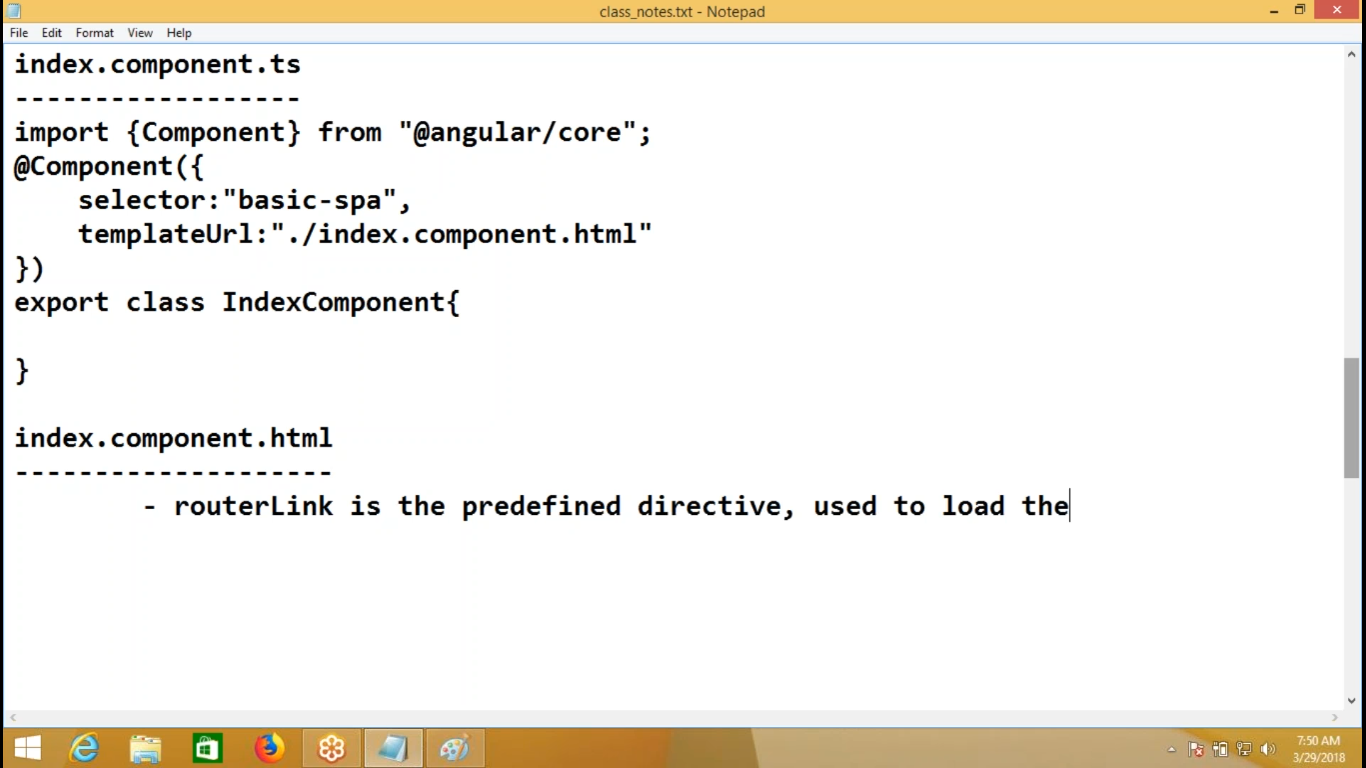 class_notes.txt - Notepad
File Edit Format View Help
index.component.ts
------------------
import {Component} from "@angular/core";
@Component({
    selector:"basic-spa",
    templateUrl:"./index.component.html"
})
export class IndexComponent{
}
index.component.html
--------------------
        - routerLink is the predefined directive, used to load the
7:50 AM
3/29/2018